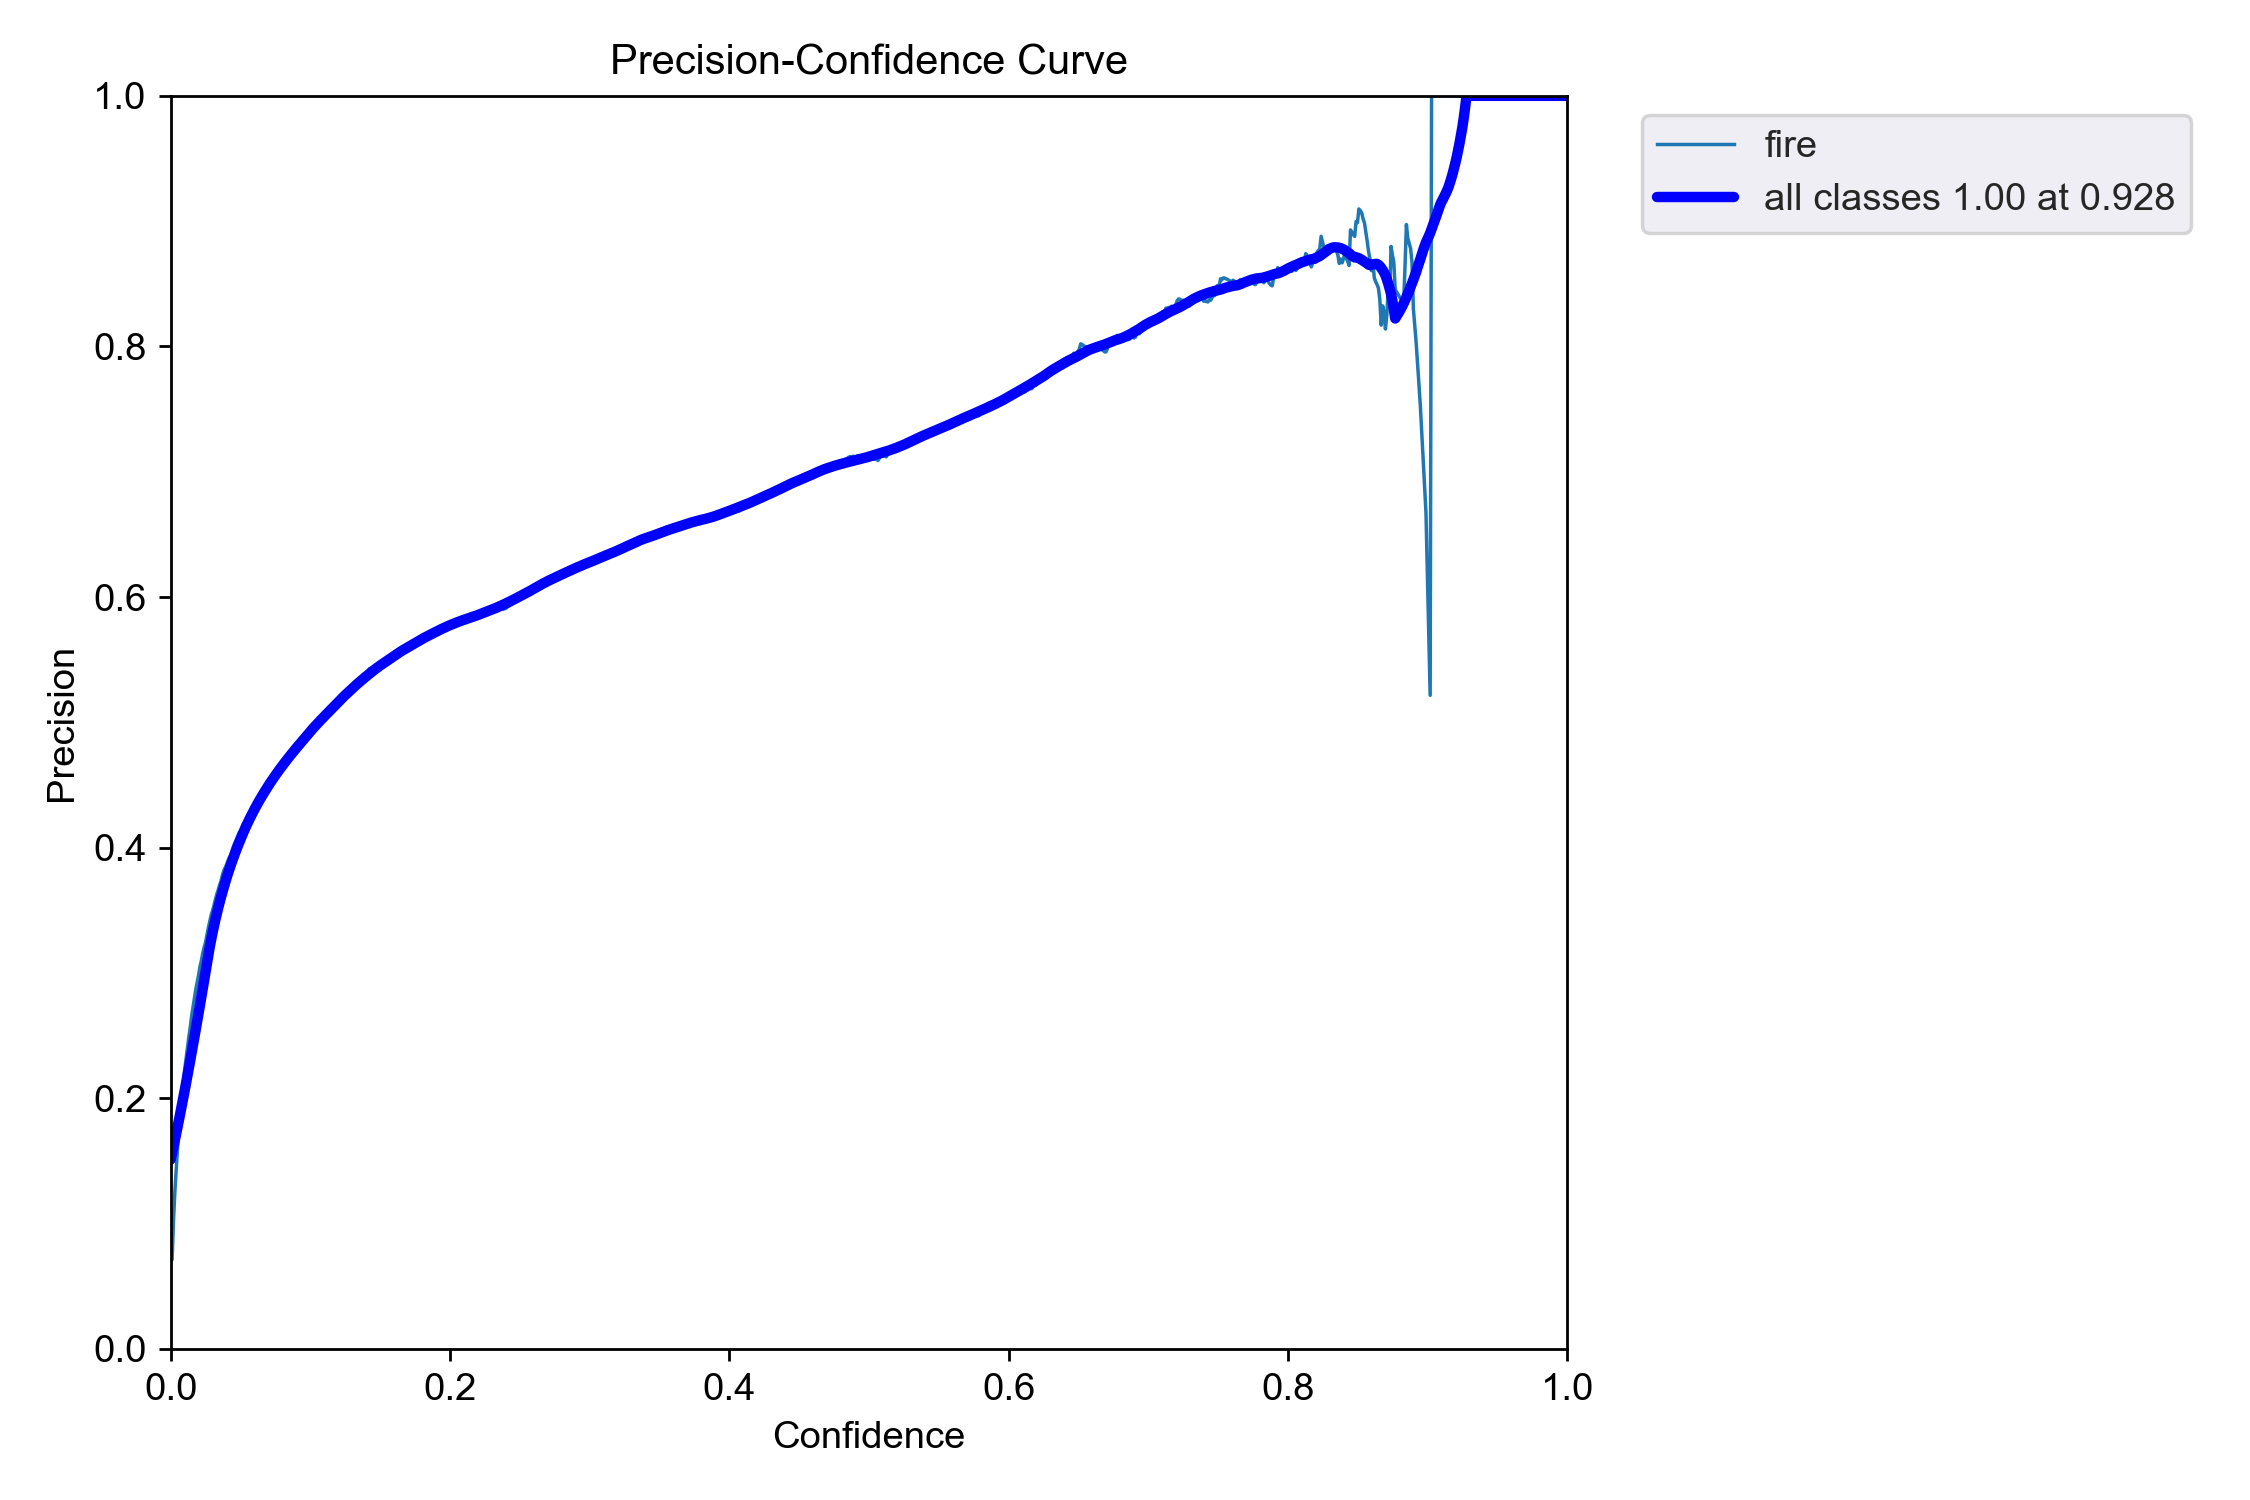 Precision-Confidence Curve
1.0
0.8
0.6
0.4
0.2
0.0
Precision
0.0 0.2 0.4 0.6 0.8 1.0
Confidence
fire
all classes 1.00 at 0.928